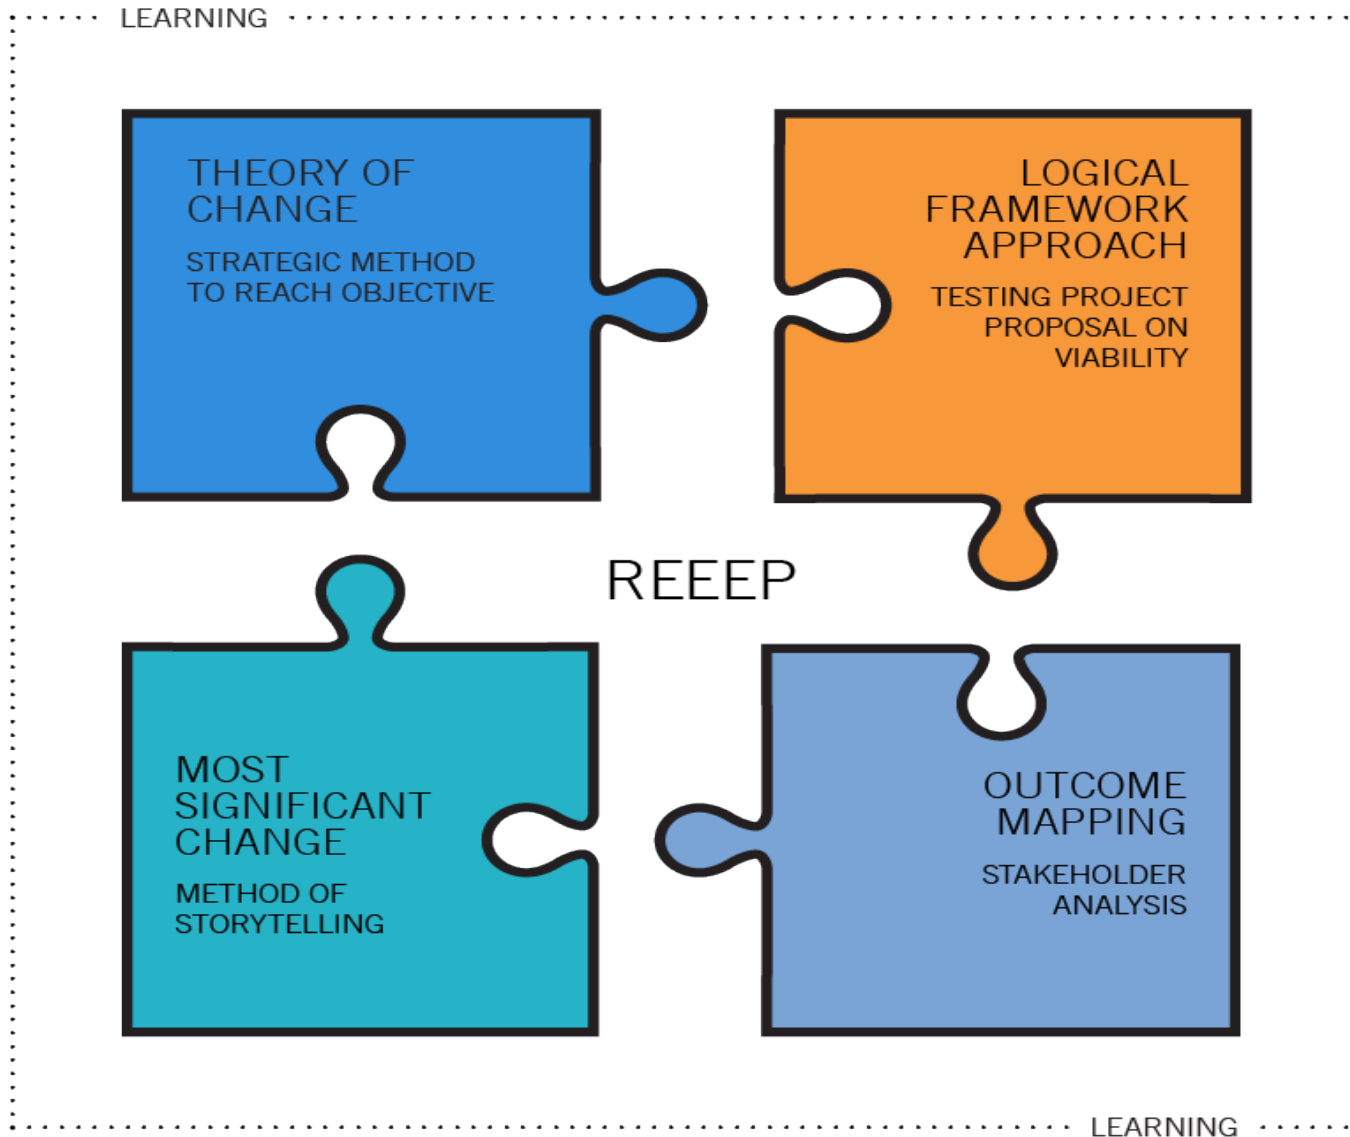 LEARNING
THEORY OF
CHANGE
STRATEGIC METHOD
TO REACH OBJECTIVE
LOGICAL
FRAMEWORK
APPROACH
TESTING PROJECT
PROPOSAL ON
VIABILITY
REEEP
MOST
SIGNIFICANT
CHANGE
METHOD OF
STORYTELLING
OUTCOME
MAPPING
STAKEHOLDER
ANALYSIS
LEARNING